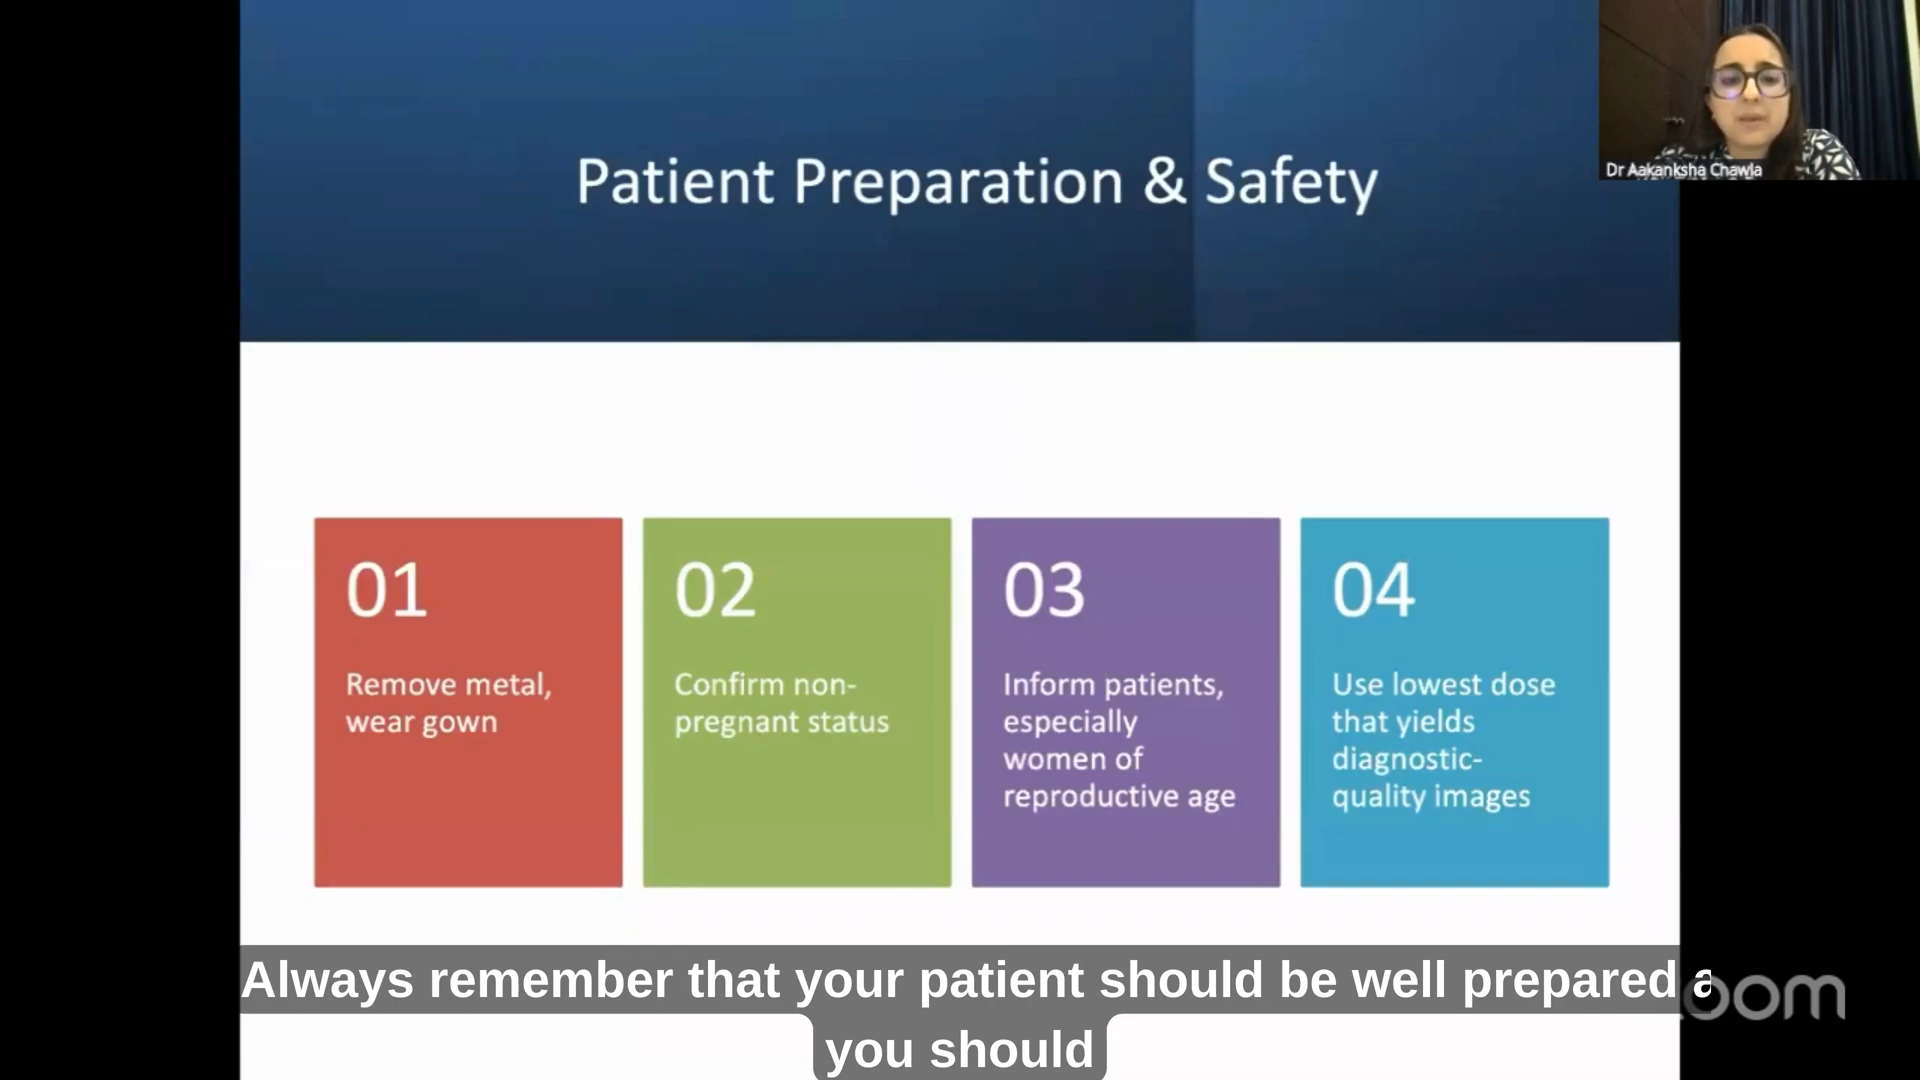 Patient Preparation & Safety
Dr Aakanksha Chawla
01
Remove metal,
wear gown
02
Confirm non-
pregnant status
03
Inform patients,
especially
women of
reproductive age
04
Use lowest dose
that yields
diagnostic-
quality images
Always remember that your patient should be well prepared
you should